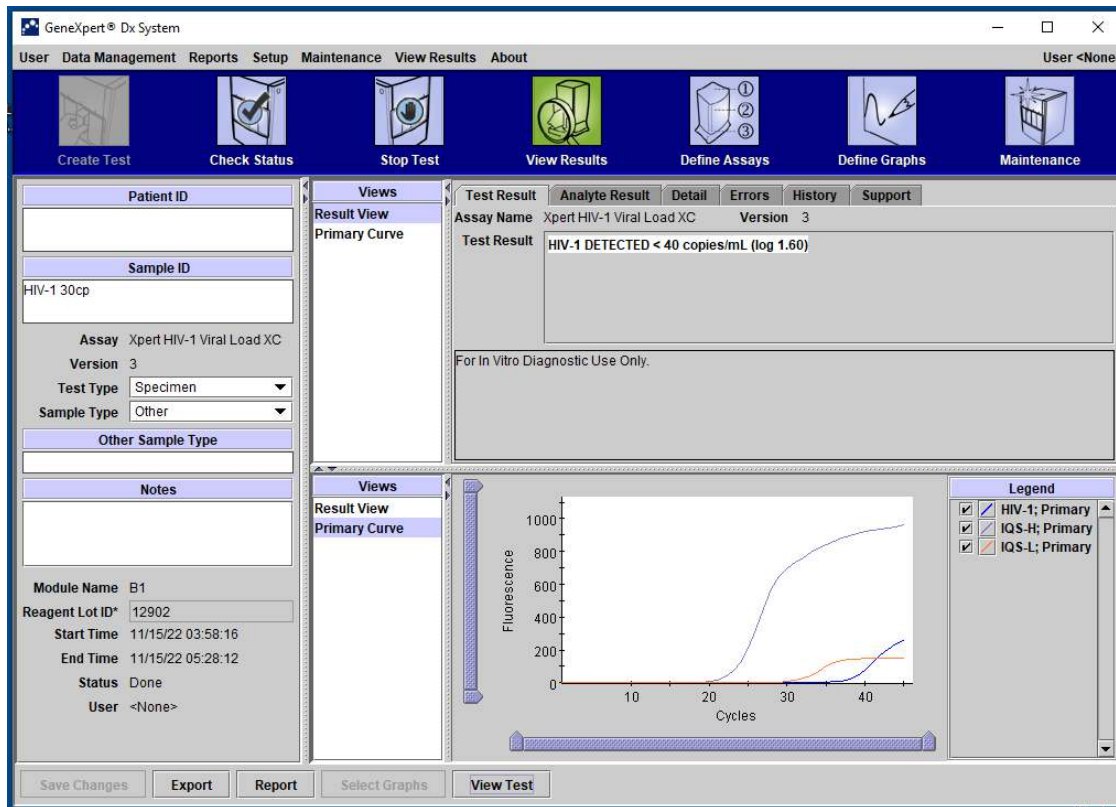 GeneXpert® Dx System
User Data Management Reports Setup Maintenance View Results About User <None
Create Test Check Status Stop Test View Results Define Assays Define Graphs Maintenance
Patient ID
Sample ID
HIV-1 30cp
Assay Xpert HIV-1 Viral Load XC
Version 3
Test Type Specimen
Sample Type Other
Other Sample Type
Notes
Module Name B1
Reagent Lot ID* 12902
Start Time 11/15/22 03:58:16
End Time 11/15/22 05:28:12
Status Done
User <None>
Views
Result View
Primary Curve
Test Result Analyte Result Detail Errors History Support
Assay Name Xpert HIV-1 Viral Load XC Version 3
Test Result HIV-1 DETECTED < 40 copies/mL (log 1.60)
For In Vitro Diagnostic Use Only.
Views
Result View
Primary Curve
Fluorescence
1000
800
600
400
200
0
10 20 30 40
Cycles
Legend
HIV-1; Primary
IQS-H; Primary
IQS-L; Primary
Save Changes Export Report Select Graphs View Test